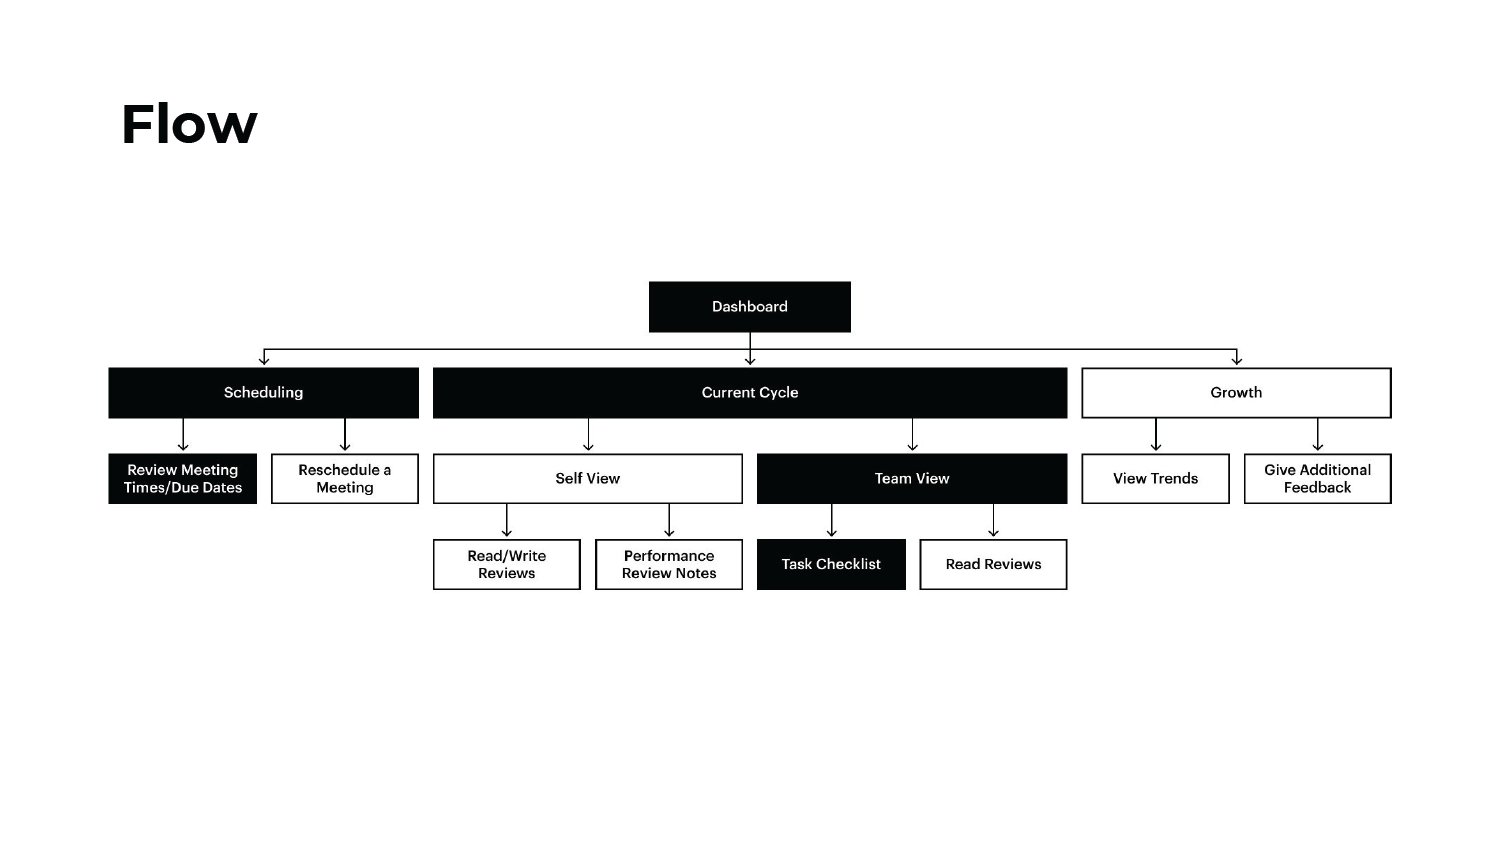 Flow
Dashboard
Scheduling
Current Cycle
Growth
Review Meeting
Times/Due Dates
Reschedule a
Meeting
Self View
Team View
View Trends
Give Additional
Feedback
Read/Write
Reviews
Performance
Review Notes
Task Checklist
Read Reviews